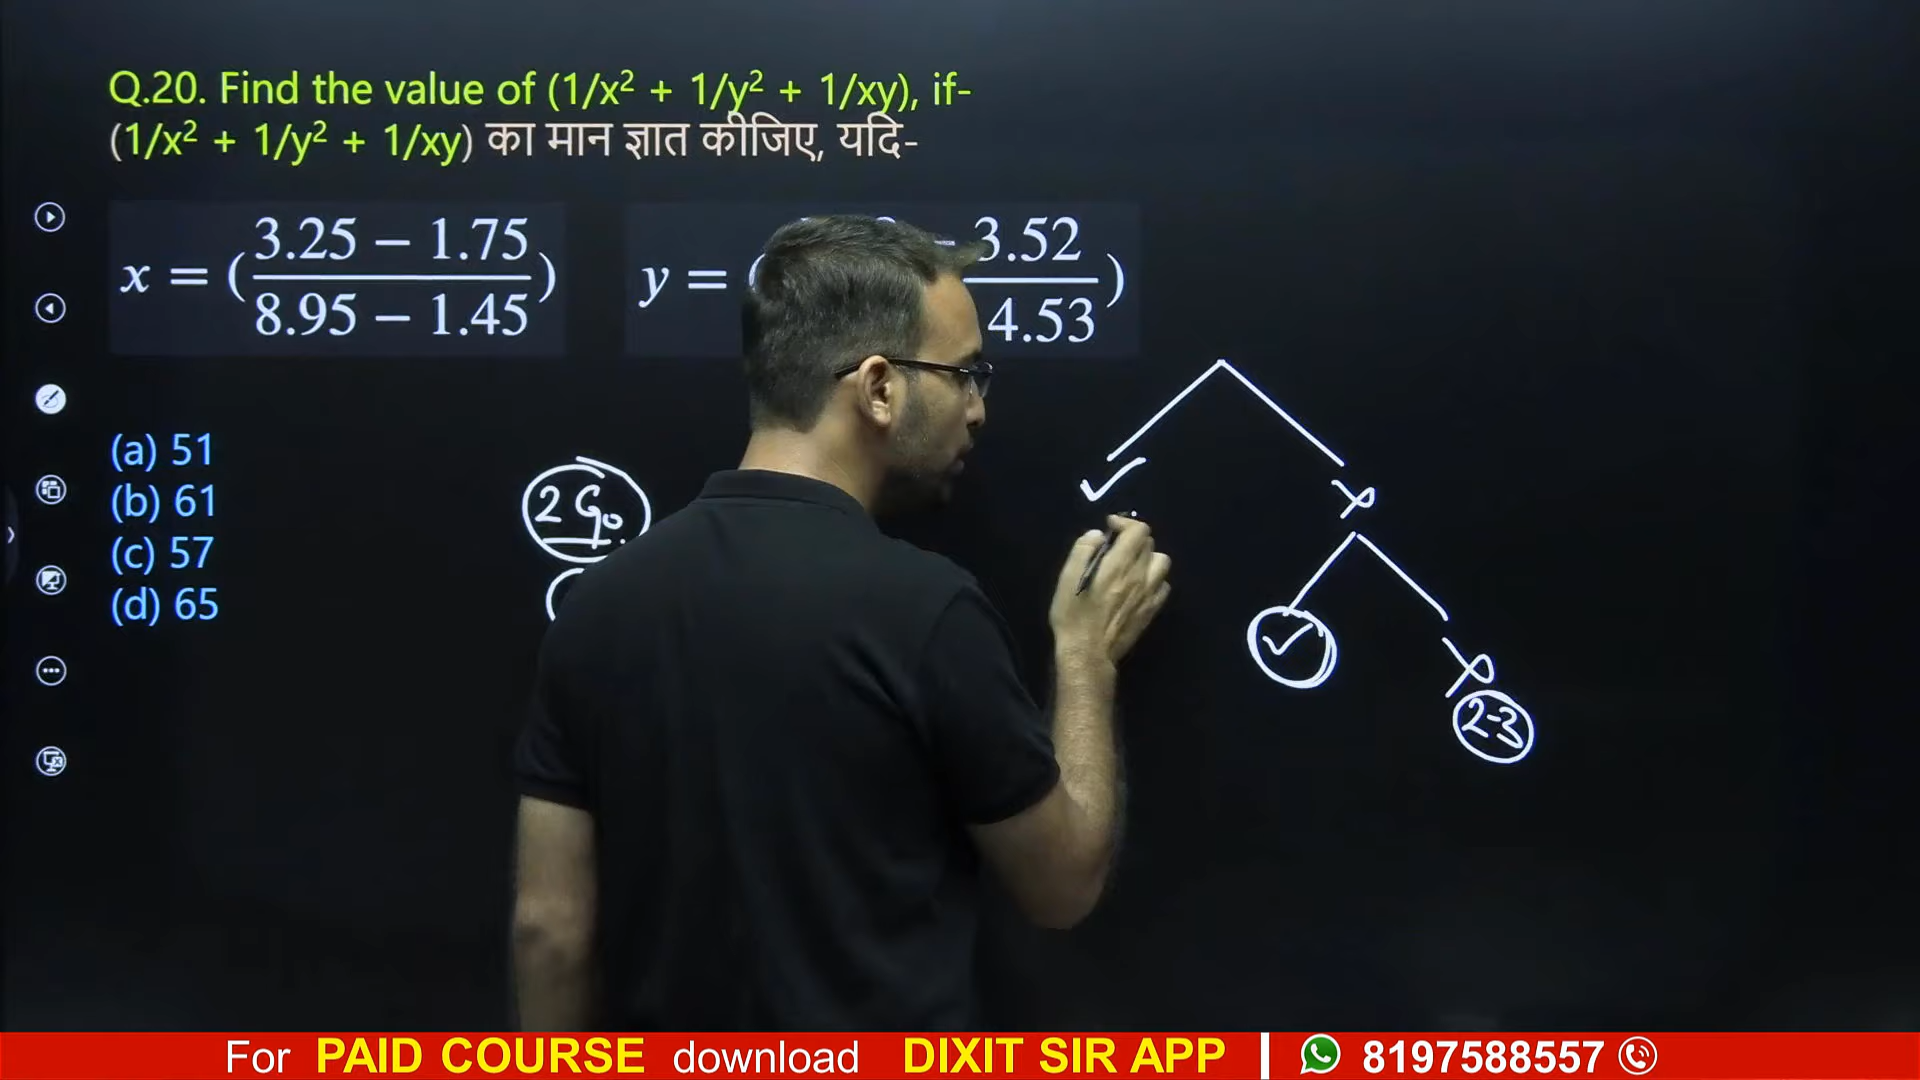 Q.20. Find the value of (1/x² + 1/y² + 1/xy), if-
(1/x² + 1/y² + 1/xy) का मान ज्ञात कीजिए, यदि-
x = (3.25 − 1.75 / 8.95 − 1.45)
y = ( − 3.52 / 4.53)
(a) 51
(b) 61
(c) 57
(d) 65
2 Go.
2-3
For PAID COURSE download DIXIT SIR APP | 8197588557